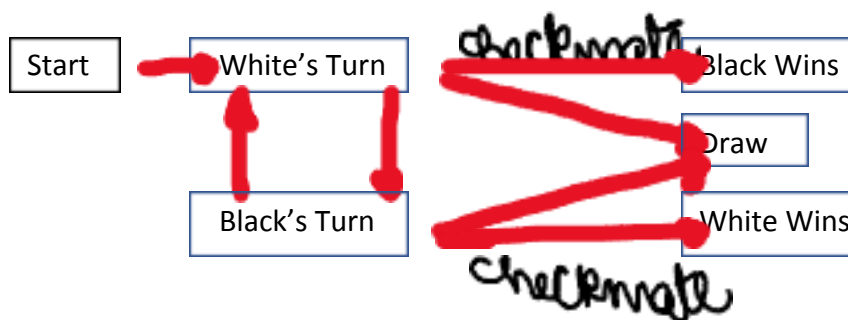 checkmate
Start
White's Turn
Black Wins
Draw
Black's Turn
White Wins
checkmate